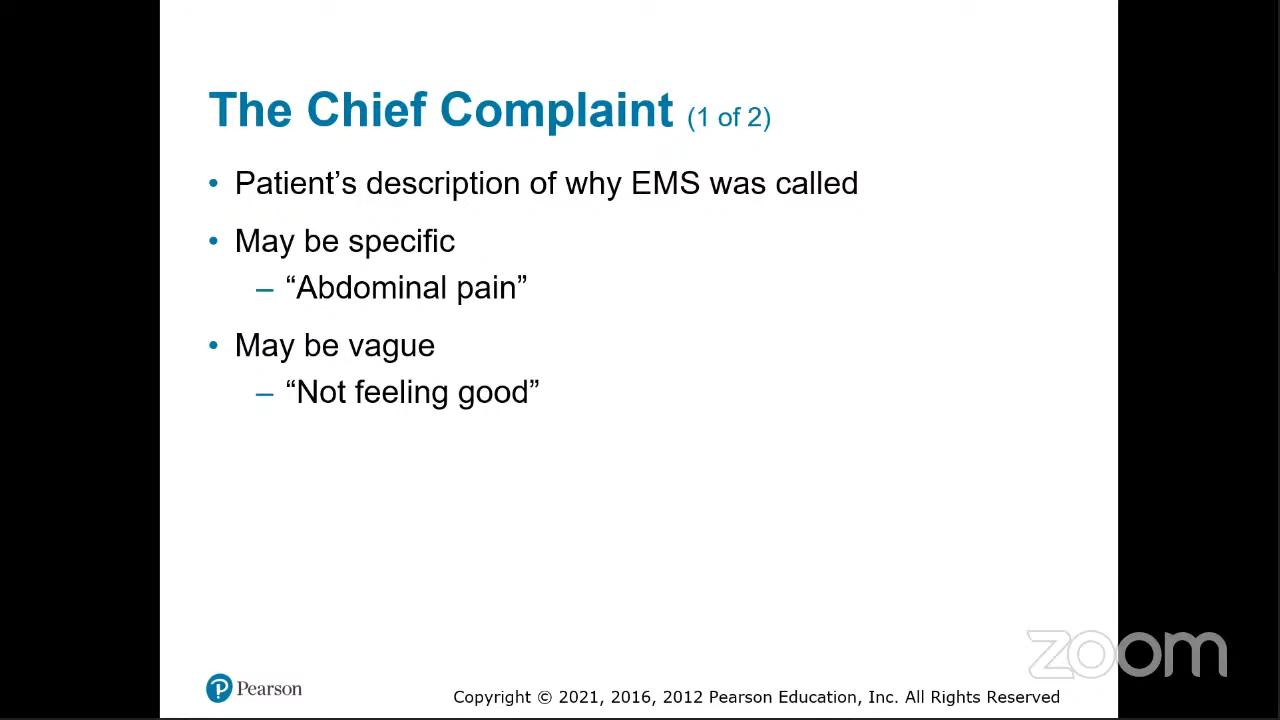 The Chief Complaint (1 of 2)
• Patient’s description of why EMS was called
• May be specific
– “Abdominal pain”
• May be vague
– “Not feeling good”
zoom
Pearson
Copyright © 2021, 2016, 2012 Pearson Education, Inc. All Rights Reserved